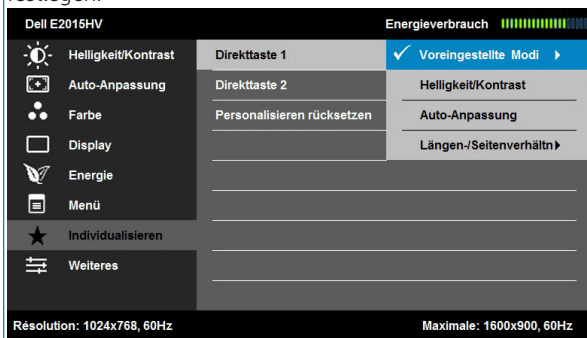 Dell E2015HV Energieverbrauch
Helligkeit/Kontrast Direkttaste 1 Voreingestellte Modi
Auto-Anpassung Direkttaste 2 Helligkeit/Kontrast
Farbe Personalisieren rücksetzen Auto-Anpassung
Display Längen-/Seitenverhältn
Energie
Menü
Individualisieren
Weiteres
Résolution: 1024x768, 60Hz Maximale: 1600x900, 60Hz